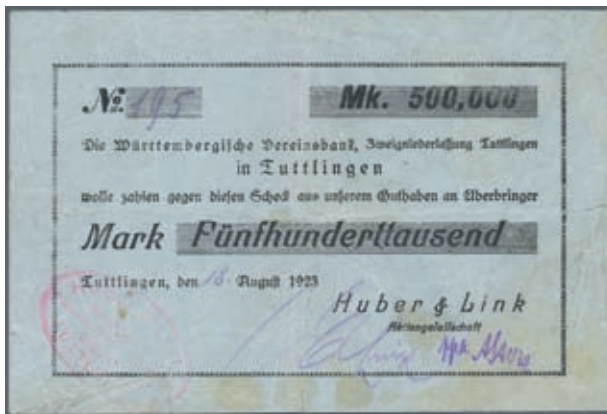 № 195 Mk. 500,000
Die Württembergische Vereinsbank, Zweigniederlassung Tuttlingen
in Tuttlingen
wolle zahlen gegen diesen Scheck aus unserem Guthaben an Überbringer
Mark Fünfhunderttausend
Tuttlingen, den 18. August 1923
Huber & Link
Aktiengesellschaft
ppa